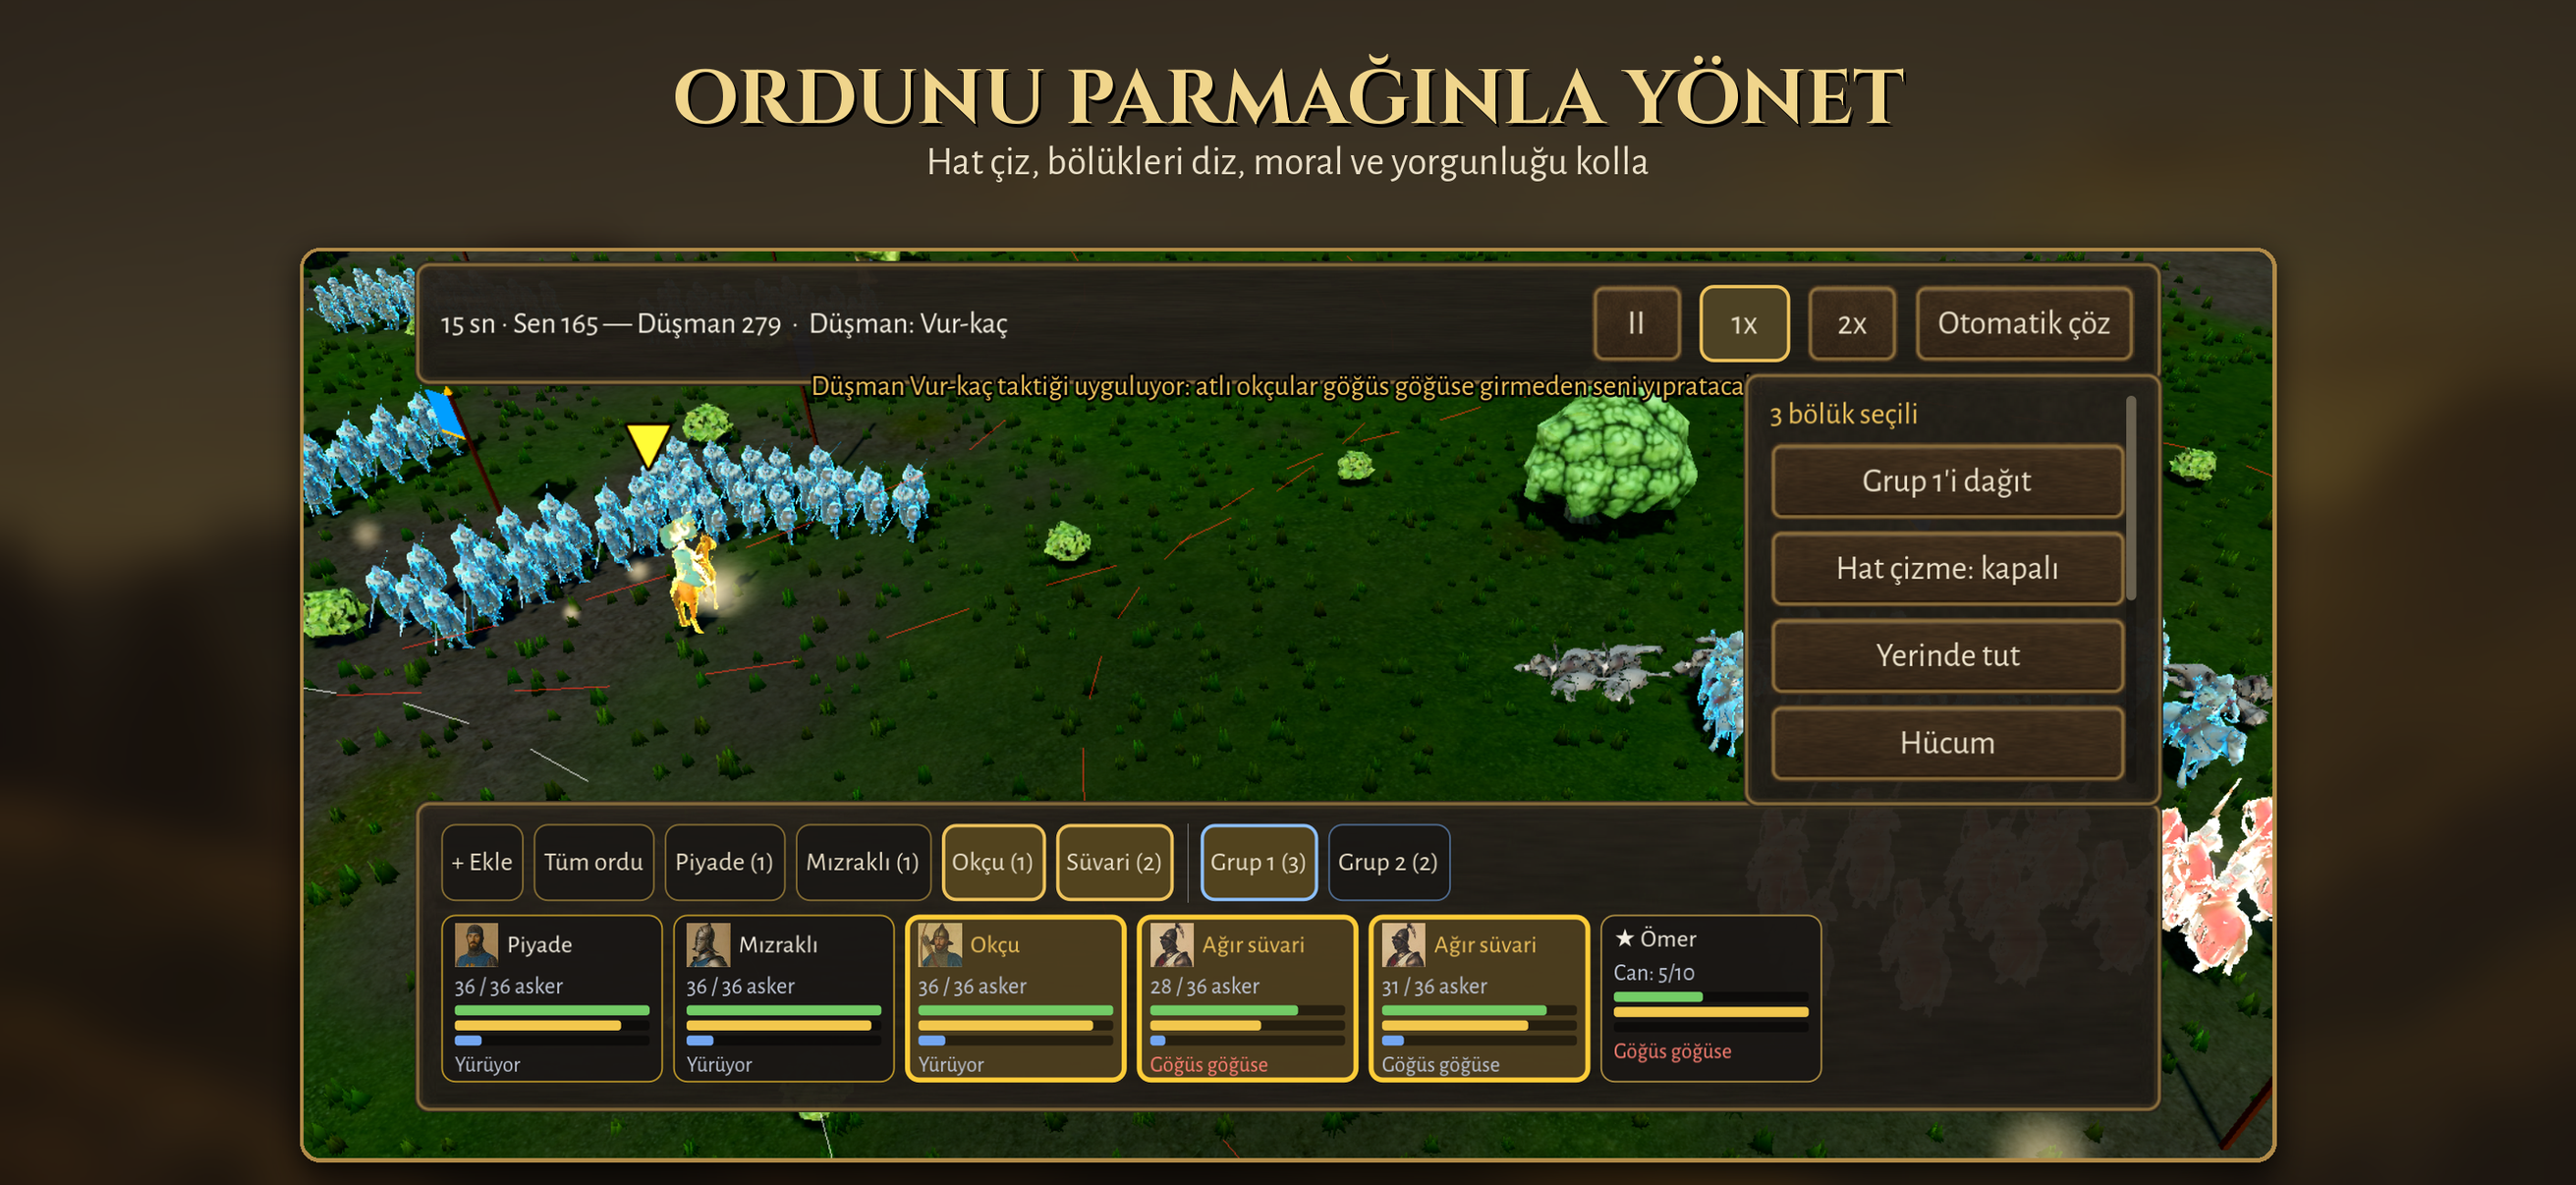 ORDUNU PARMAĞINLA YÖNET
Hat çiz, bölükleri diz, moral ve yorgunluğu kolla
15 sn · Sen 165 — Düşman 279 · Düşman: Vur-kaç
II
1x
2x
Otomatik çöz
Düşman Vur-kaç taktiği uyguluyor: atlı okçular göğüs göğüse girmeden seni yıprataca
3 bölük seçili
Grup 1'i dağıt
Hat çizme: kapalı
Yerinde tut
Hücum
+ Ekle
Tüm ordu
Piyade (1)
Mızraklı (1)
Okçu (1)
Süvari (2)
Grup 1 (3)
Grup 2 (2)
Piyade
36 / 36 asker
Yürüyor
Mızraklı
36 / 36 asker
Yürüyor
Okçu
36 / 36 asker
Yürüyor
Ağır süvari
28 / 36 asker
Göğüs göğüse
Ağır süvari
31 / 36 asker
Göğüs göğüse
★ Ömer
Can: 5/10
Göğüs göğüse